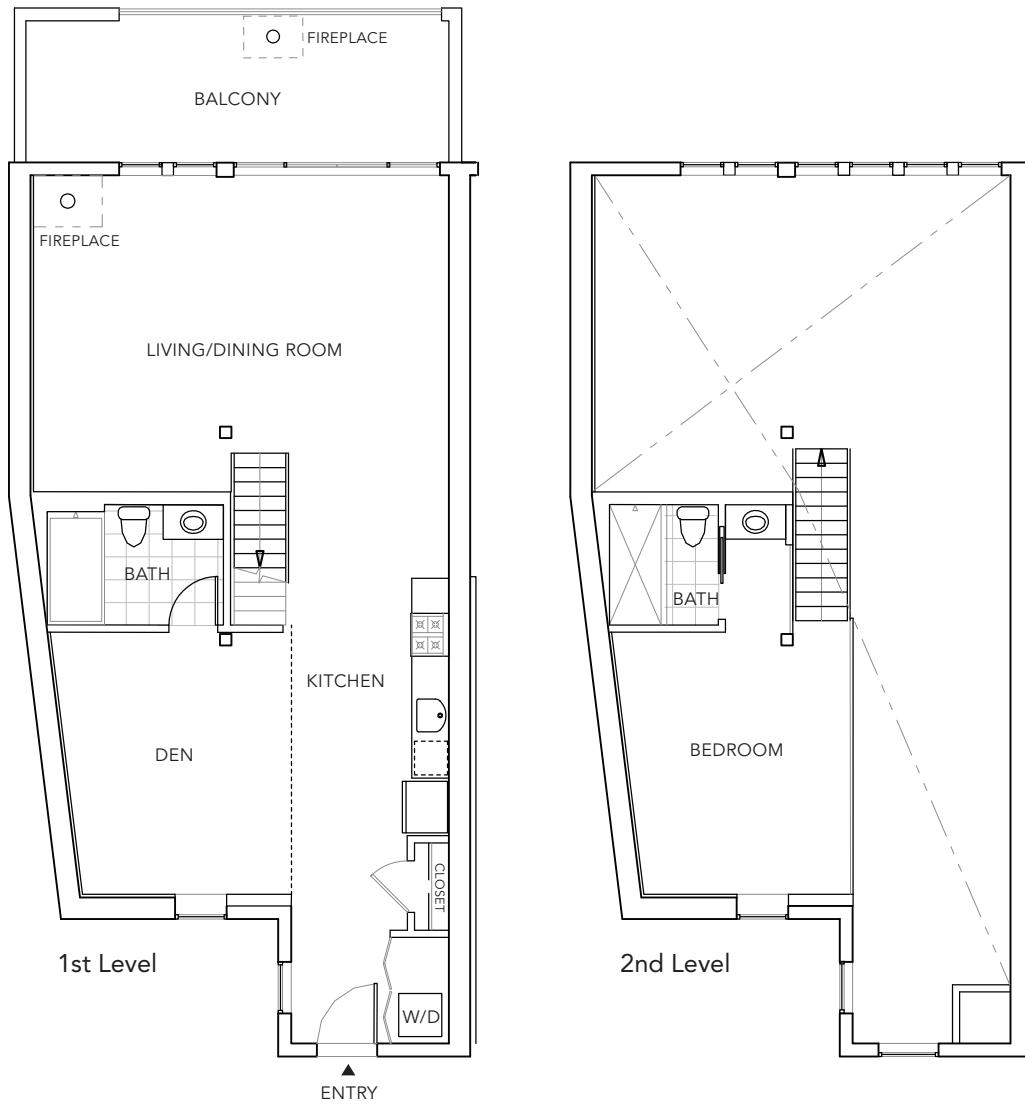 FIREPLACE
BALCONY
FIREPLACE
LIVING/DINING ROOM
BATH
BATH
KITCHEN
DEN
BEDROOM
CLOSET
1st Level
2nd Level
W/D
ENTRY